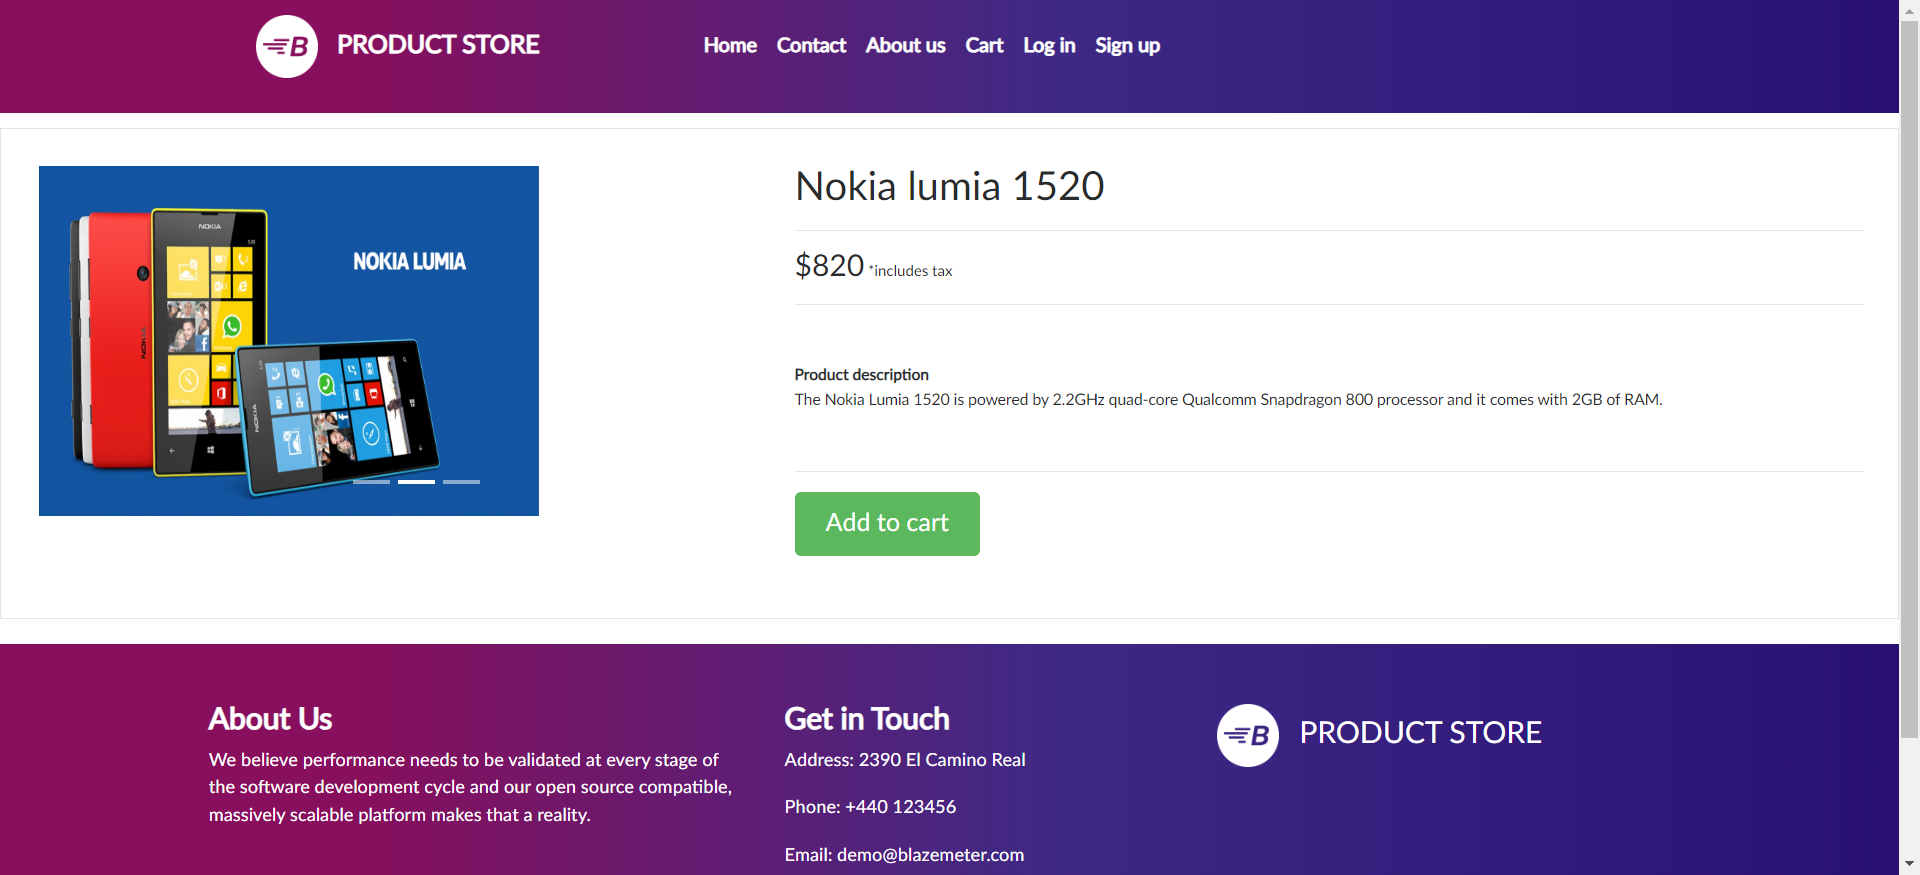 B PRODUCT STORE
Home Contact About us Cart Log in Sign up
NOKIA
NOKIA LUMIA
NOKIA
NOKIA
Nokia lumia 1520
$820 *includes tax
Product description
The Nokia Lumia 1520 is powered by 2.2GHz quad-core Qualcomm Snapdragon 800 processor and it comes with 2GB of RAM.
Add to cart
About Us
We believe performance needs to be validated at every stage of
the software development cycle and our open source compatible,
massively scalable platform makes that a reality.
Get in Touch
Address: 2390 El Camino Real
Phone: +440 123456
Email: demo@blazemeter.com
B PRODUCT STORE